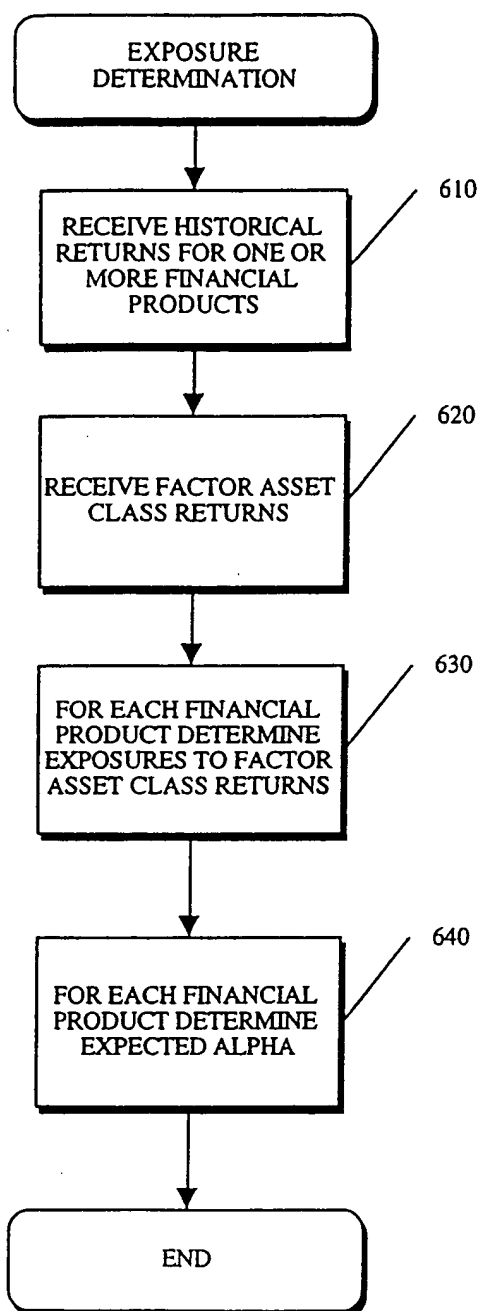 EXPOSURE
DETERMINATION
610
RECEIVE HISTORICAL
RETURNS FOR ONE OR
MORE FINANCIAL
PRODUCTS
620
RECEIVE FACTOR ASSET
CLASS RETURNS
630
FOR EACH FINANCIAL
PRODUCT DETERMINE
EXPOSURES TO FACTOR
ASSET CLASS RETURNS
640
FOR EACH FINANCIAL
PRODUCT DETERMINE
EXPECTED ALPHA
END